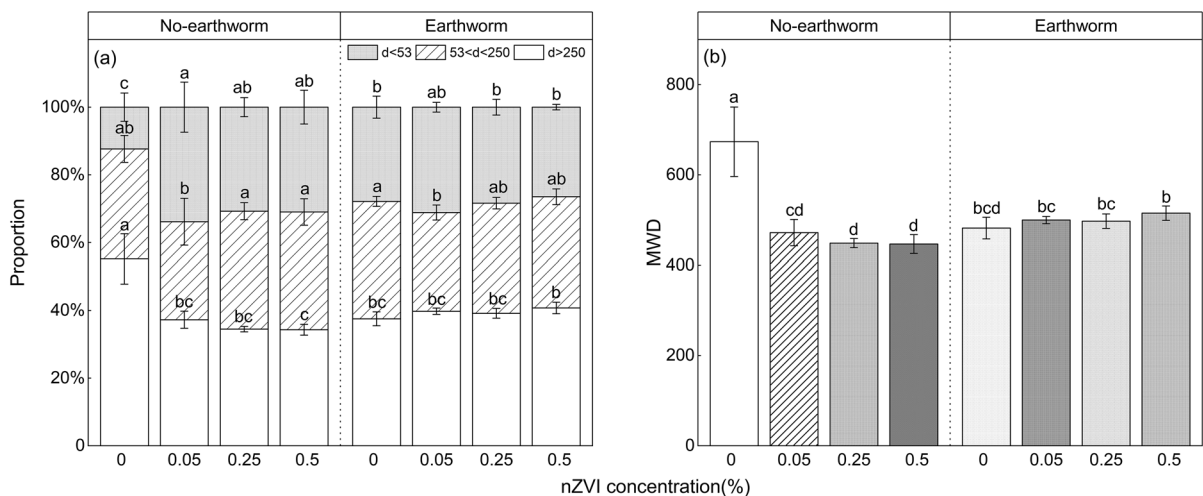 No-earthworm Earthworm
(a) d<53 53<d<250 d>250
c a ab ab b ab b b
100%
ab
80%
b a a a b ab ab
a
60%
bc bc c bc bc bc b
40%
20%
0
Proportion
0 0.05 0.25 0.5 0 0.05 0.25 0.5
No-earthworm Earthworm
(b)
800
a
600
cd d d bcd bc bc b
400
200
0
MWD
0 0.05 0.25 0.5 0 0.05 0.25 0.5
nZVI concentration(%)